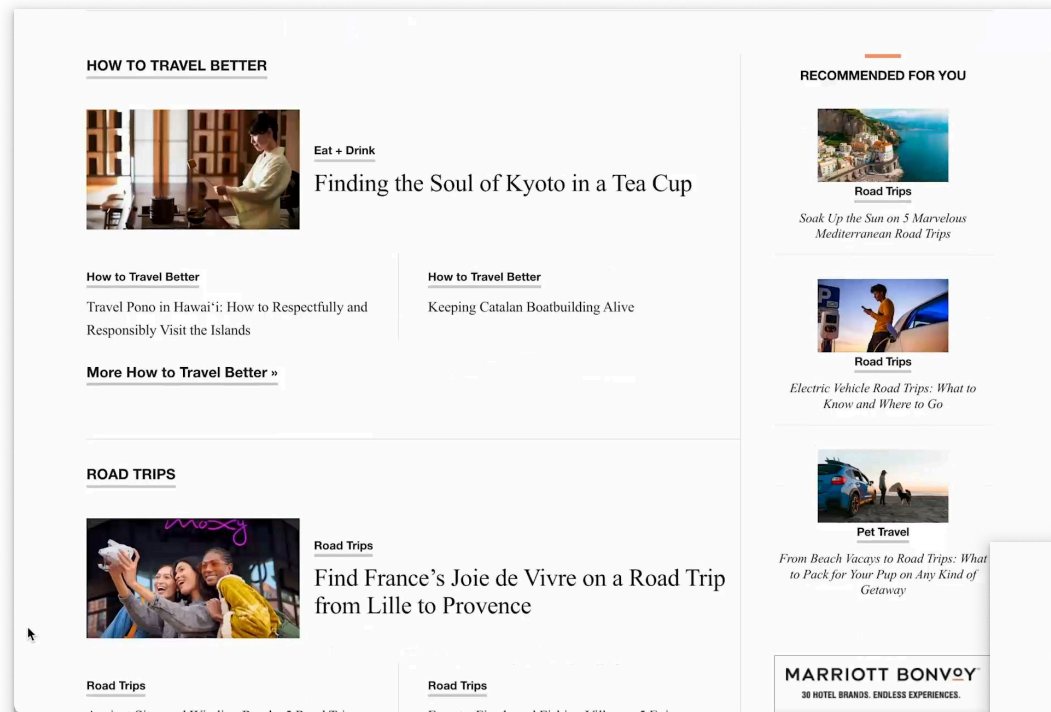 HOW TO TRAVEL BETTER
Eat + Drink
Finding the Soul of Kyoto in a Tea Cup
How to Travel Better
Travel Pono in Hawaiʻi: How to Respectfully and
Responsibly Visit the Islands
How to Travel Better
Keeping Catalan Boatbuilding Alive
More How to Travel Better »
ROAD TRIPS
moxy
Road Trips
Find France’s Joie de Vivre on a Road Trip
from Lille to Provence
Road Trips
Road Trips
RECOMMENDED FOR YOU
Road Trips
Soak Up the Sun on 5 Marvelous
Mediterranean Road Trips
P
Road Trips
Electric Vehicle Road Trips: What to
Know and Where to Go
Pet Travel
From Beach Vacays to Road Trips: What
to Pack for Your Pup on Any Kind of
Getaway
MARRIOTT BONVOY
30 HOTEL BRANDS. ENDLESS EXPERIENCES.